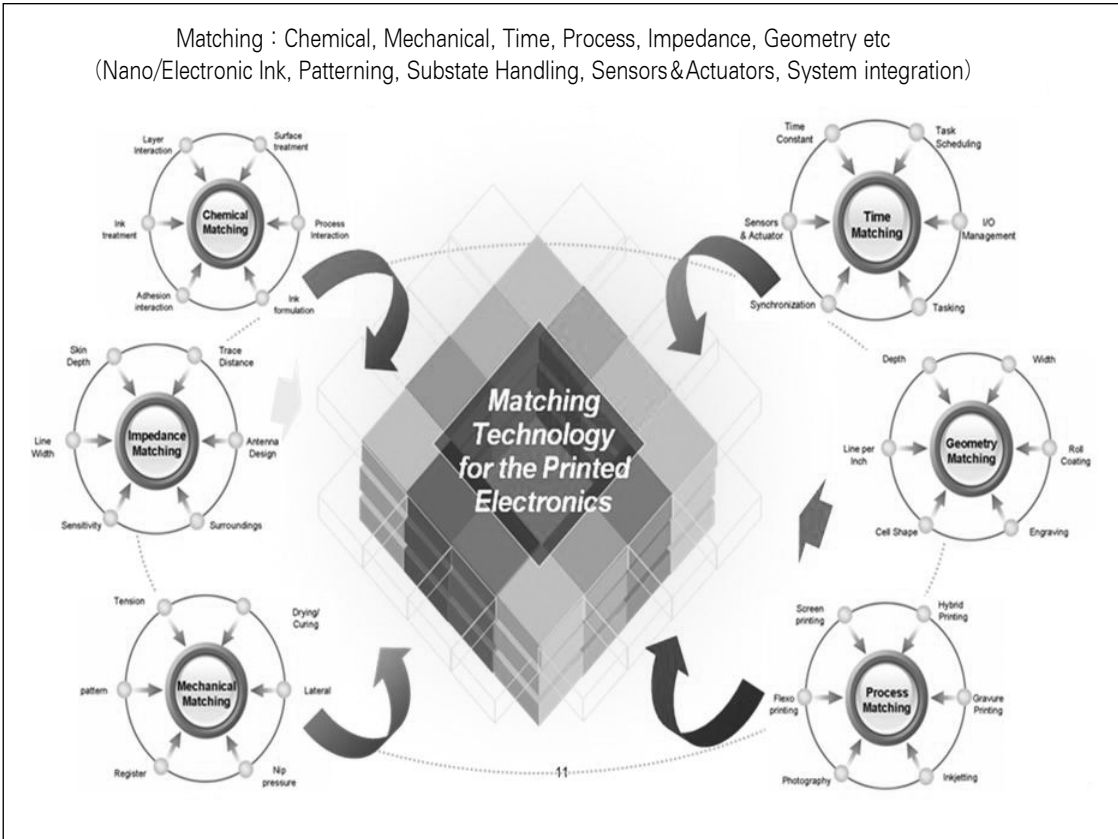 Matching : Chemical, Mechanical, Time, Process, Impedance, Geometry etc
(Nano/Electronic Ink, Patterning, Substate Handling, Sensors&Actuators, System integration)
Layer
Interaction
Surface
treatment
Ink
treatment
Chemical
Matching
Process
Interaction
Adhesion
interaction
Ink
formulation
Time
Constant
Task
Scheduling
Sensors
& Actuator
Time
Matching
I/O
Management
Synchronization
Tasking
Skin
Depth
Trace
Distance
Line
Width
Impedance
Matching
Antenna
Design
Sensitivity
Surroundings
Matching
Technology
for the Printed
Electronics
Depth
Width
Line per
Inch
Geometry
Matching
Roll
Coating
Cell Shape
Engraving
Tension
Drying/
Curing
pattern
Mechanical
Matching
Lateral
Register
Nip
pressure
Screen
printing
Hybrid
Printing
Flexo
printing
Process
Matching
Gravure
Printing
Photography
Inkjetting
11